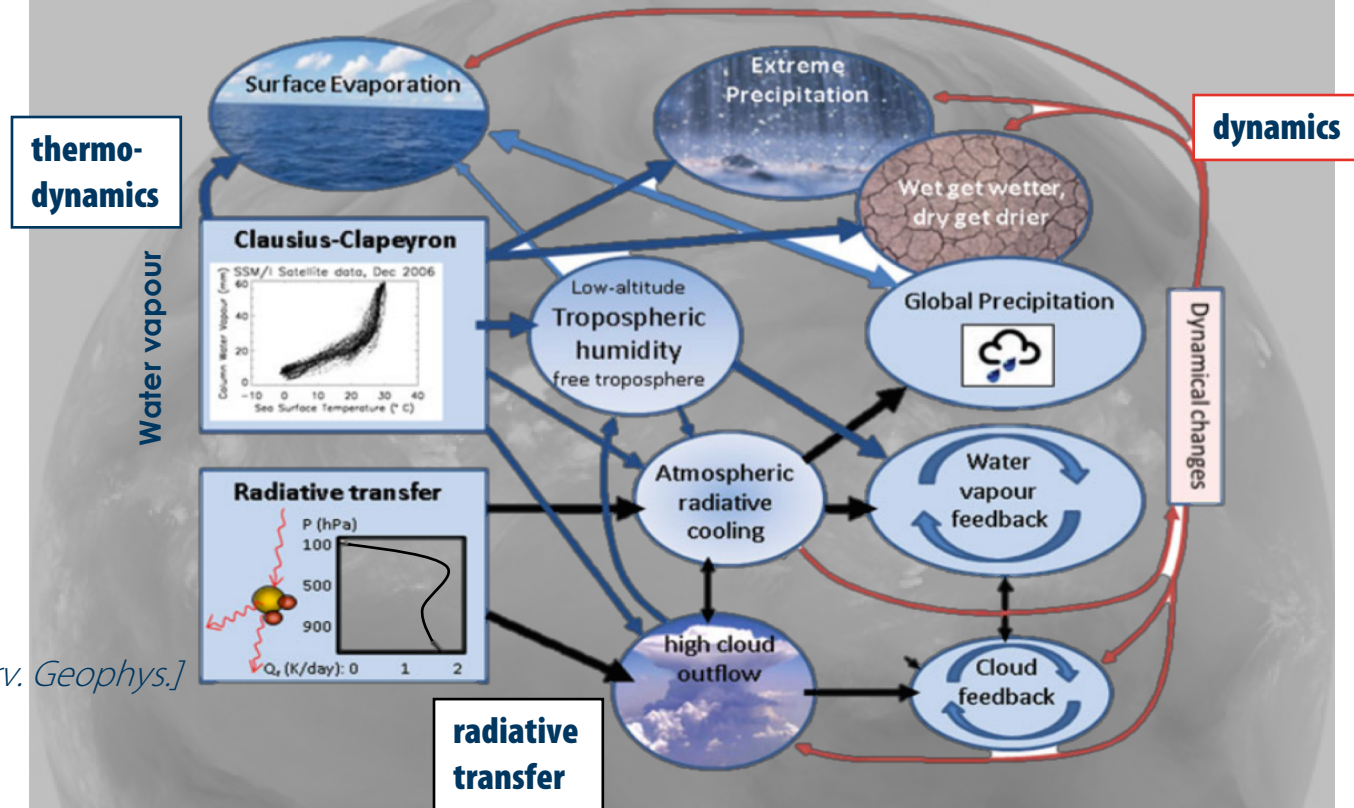 Surface Evaporation
Extreme
Precipitation
dynamics
thermo-
dynamics
Wet get wetter,
dry get drier
Water vapour
Clausius-Clapeyron
SSM/I Satellite data, Dec 2006
Column Water Vapour (mm)
60
40
20
0
-10 0 10 20 30 40
Sea Surface Temperature (° C)
Low-altitude
Tropospheric
humidity
free troposphere
Global Precipitation
Dynamical changes
Radiative transfer
P (hPa)
100
500
900
Qr (K/day): 0 1 2
Atmospheric
radiative
cooling
Water
vapour
feedback
high cloud
outflow
Cloud
feedback
rv. Geophys.]
radiative
transfer